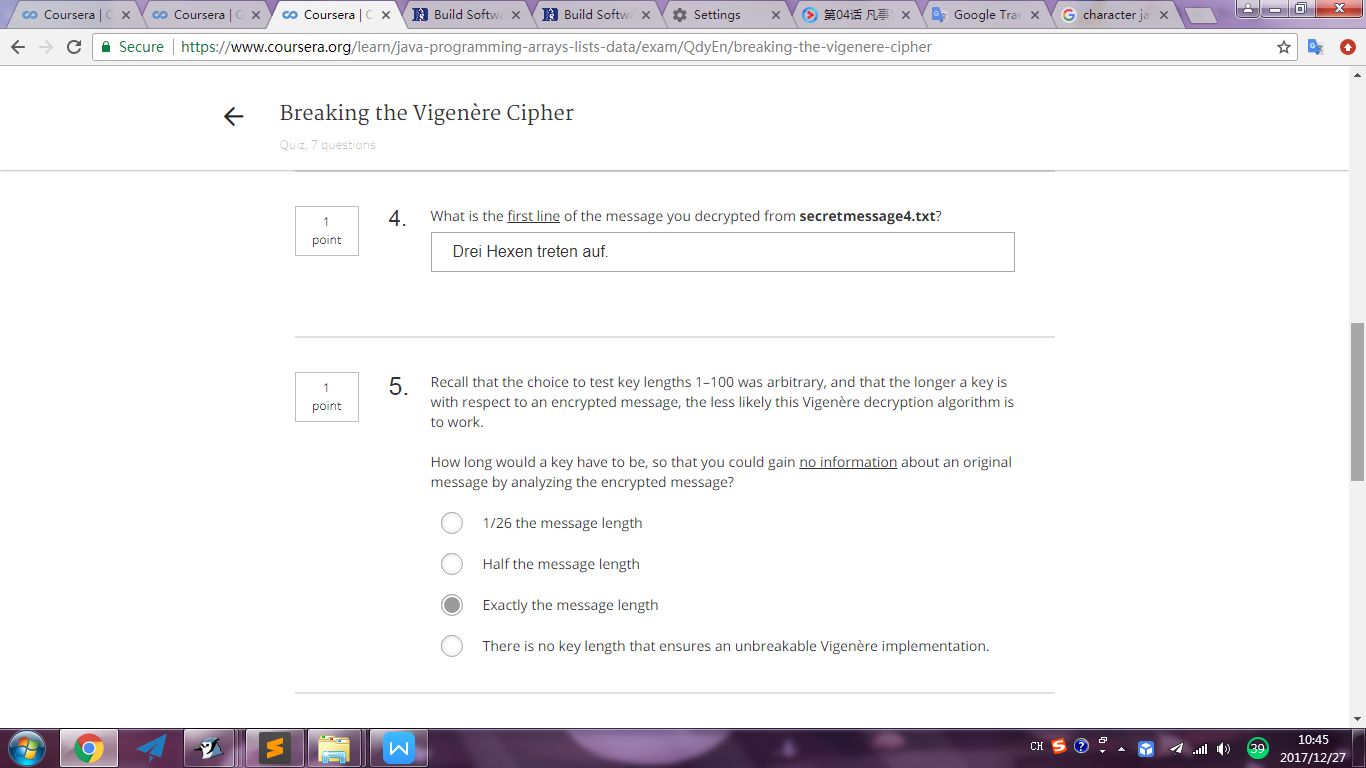 Coursera | C
Coursera | C
Coursera | C
Build Softwa
Build Softwa
Settings
第04话 凡事
Google Tran
character ja
Secure
https://www.coursera.org/learn/java-programming-arrays-lists-data/exam/QdyEn/breaking-the-vigenere-cipher
Breaking the Vigenère Cipher
Quiz, 7 questions
1
point
4.
What is the first line of the message you decrypted from secretmessage4.txt?
Drei Hexen treten auf.
1
point
5.
Recall that the choice to test key lengths 1–100 was arbitrary, and that the longer a key is
with respect to an encrypted message, the less likely this Vigenère decryption algorithm is
to work.
How long would a key have to be, so that you could gain no information about an original
message by analyzing the encrypted message?
1/26 the message length
Half the message length
Exactly the message length
There is no key length that ensures an unbreakable Vigenère implementation.
CH
39
10:45
2017/12/27